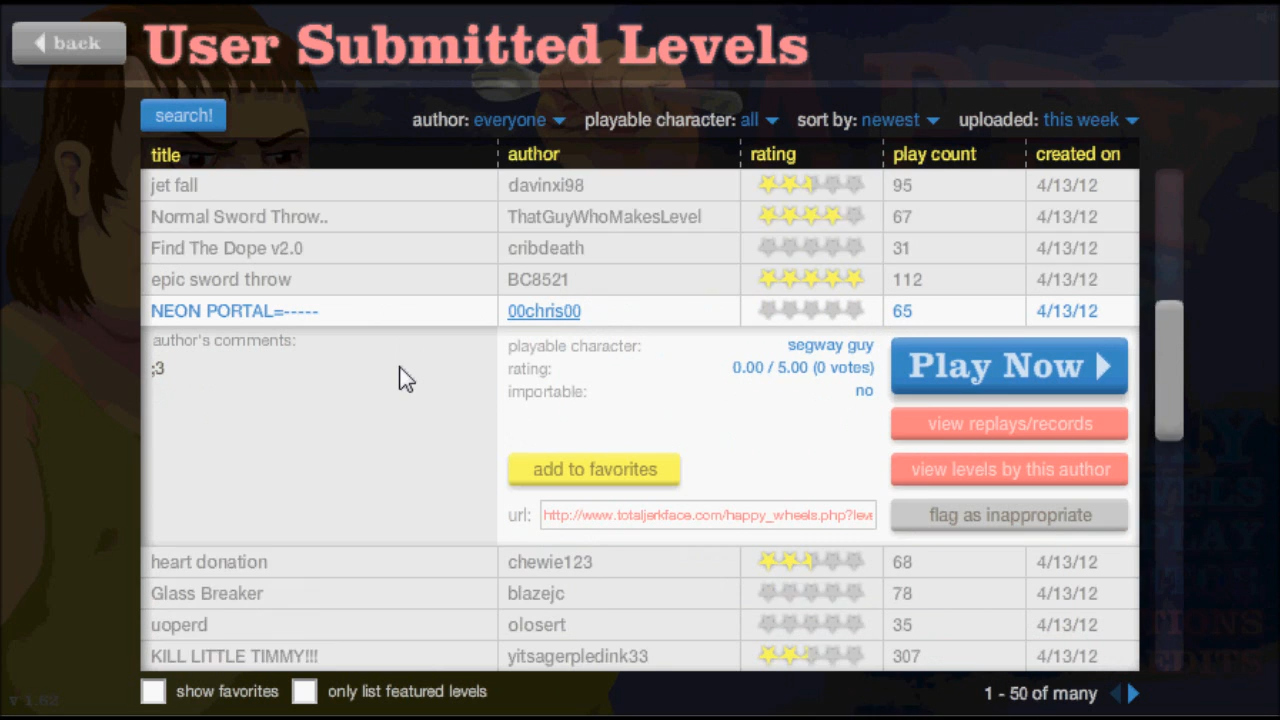 back
User Submitted Levels
search!
author: everyone playable character: all sort by: newest uploaded: this week
title author rating play count created on
jet fall davinxi98 95 4/13/12
Normal Sword Throw.. ThatGuyWhoMakesLevel 67 4/13/12
Find The Dope v2.0 cribdeath 31 4/13/12
epic sword throw BC8521 112 4/13/12
NEON PORTAL=----- 00chris00 65 4/13/12
author's comments:
;3
playable character: segway guy
rating: 0.00 / 5.00 (0 votes)
importable: no
Play Now
view replays/records
add to favorites
view levels by this author
url: http://www.totaljerkface.com/happy_wheels.php?leve
flag as inappropriate
heart donation chewie123 68 4/13/12
Glass Breaker blazejc 78 4/13/12
uoperd olosert 35 4/13/12
KILL LITTLE TIMMY!!! yitsagerpledink33 307 4/13/12
show favorites only list featured levels 1 - 50 of many
v 1.62